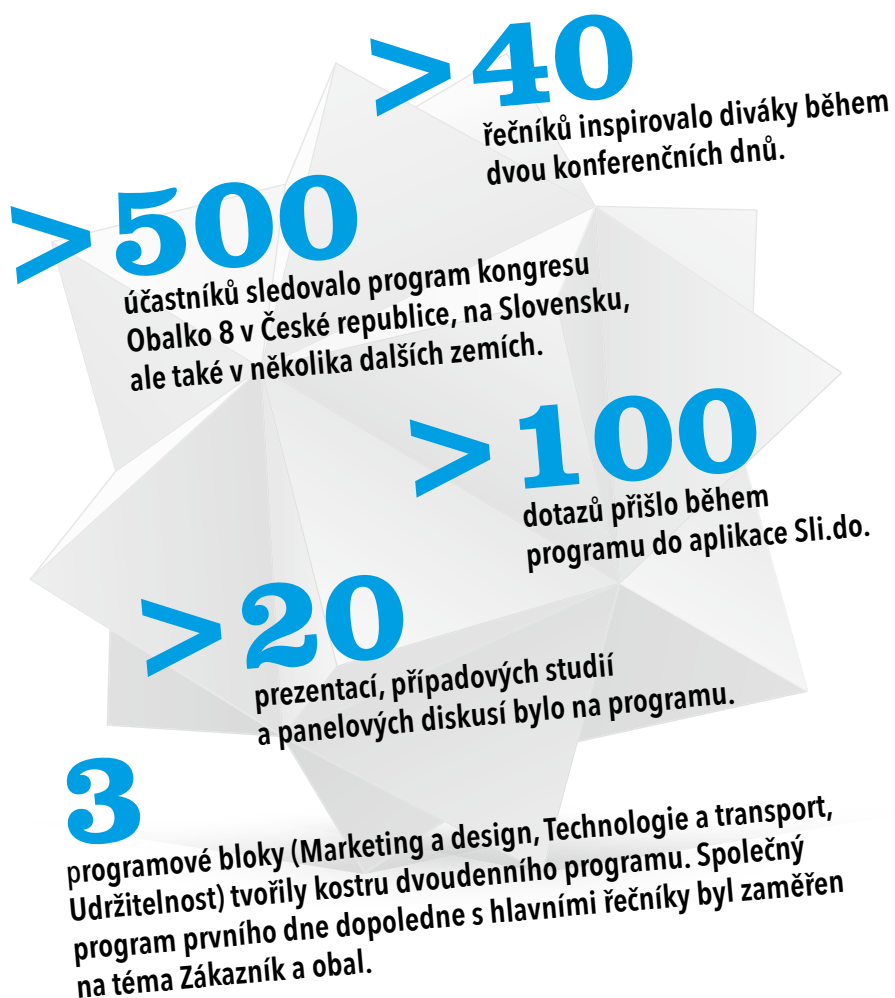 >40
řečníků inspirovalo diváky během
dvou konferenčních dnů.
>500
účastníků sledovalo program kongresu
Obalko 8 v České republice, na Slovensku,
ale také v několika dalších zemích.
>100
dotazů přišlo během
programu do aplikace Sli.do.
>20
prezentací, případových studií
a panelových diskusí bylo na programu.
3
programové bloky (Marketing a design, Technologie a transport,
Udržitelnost) tvořily kostru dvoudenního programu. Společný
program prvního dne dopoledne s hlavními řečníky byl zaměřen
na téma Zákazník a obal.